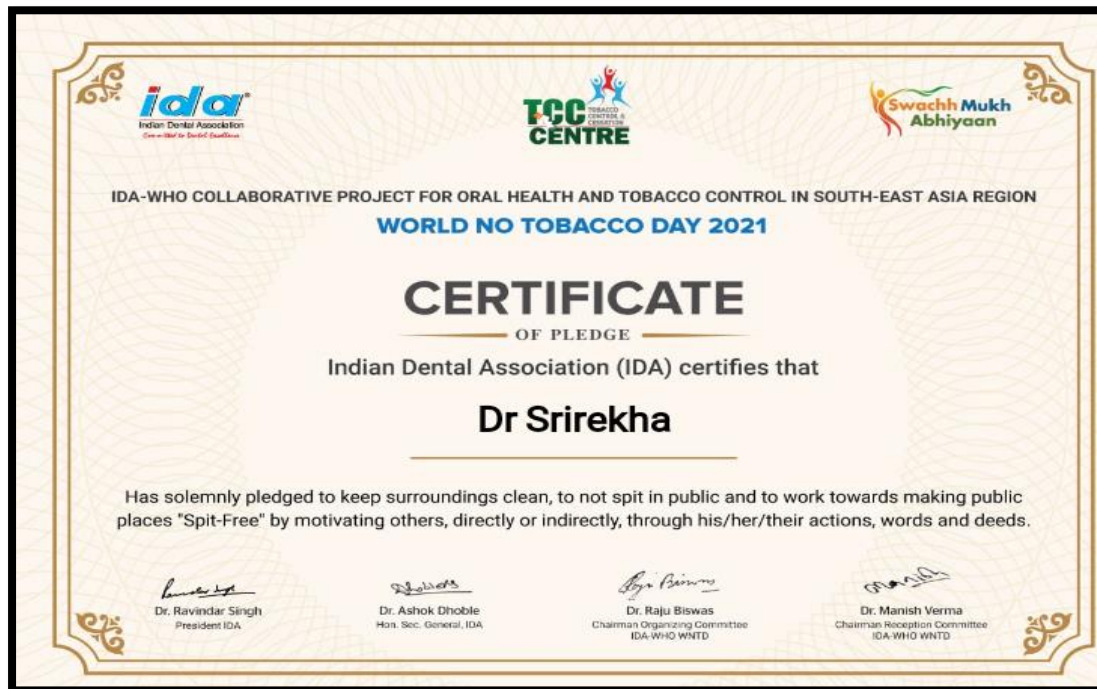 ida
Indian Dental Association
Committed to Dental Excellence
TCC
TOBACCO
CONTROL &
CESSATION
CENTRE
Swachh Mukh
Abhiyaan
IDA-WHO COLLABORATIVE PROJECT FOR ORAL HEALTH AND TOBACCO CONTROL IN SOUTH-EAST ASIA REGION
WORLD NO TOBACCO DAY 2021
CERTIFICATE
OF PLEDGE
Indian Dental Association (IDA) certifies that
Dr Srirekha
Has solemnly pledged to keep surroundings clean, to not spit in public and to work towards making public
places "Spit-Free" by motivating others, directly or indirectly, through his/her/their actions, words and deeds.
Dr. Ravindar Singh
President IDA
Dr. Ashok Dhoble
Hon. Sec. General, IDA
Dr. Raju Biswas
Chairman Organizing Committee
IDA-WHO WNTD
Dr. Manish Verma
Chairman Reception Committee
IDA-WHO WNTD